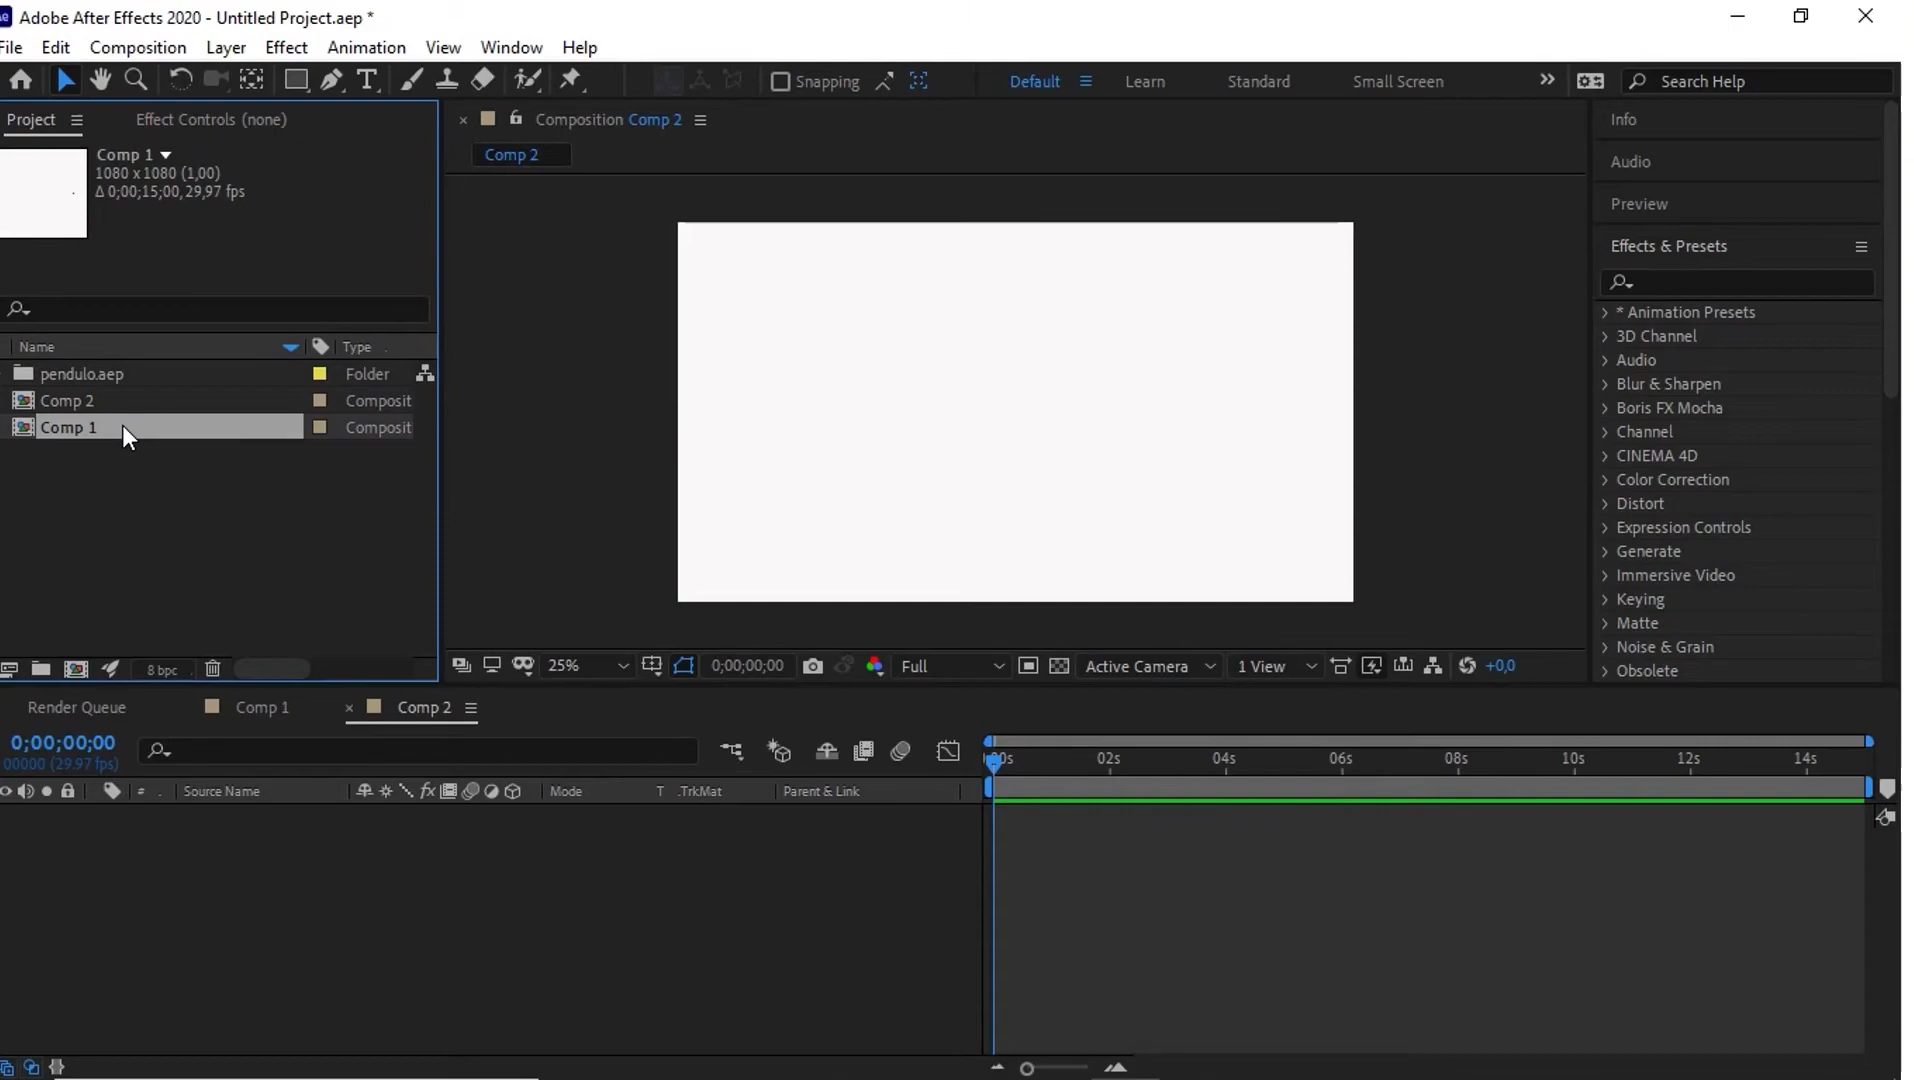 Adobe After Effects 2020 - Untitled Project.aep *
File Edit Composition Layer Effect Animation View Window Help
Snapping Default Learn Standard Small Screen Search Help
Project Effect Controls (none)
Composition Comp 2
Comp 2
Comp 1
1080 x 1080 (1,00)
Δ 0;00;15;00, 29,97 fps
Name Type
pendulo.aep Folder
Comp 2 Composit
Comp 1 Composit
8 bpc
25% 0;00;00;00 Full Active Camera 1 View +0,0
Info
Audio
Preview
Effects & Presets
* Animation Presets
3D Channel
Audio
Blur & Sharpen
Boris FX Mocha
Channel
CINEMA 4D
Color Correction
Distort
Expression Controls
Generate
Immersive Video
Keying
Matte
Noise & Grain
Obsolete
Render Queue Comp 1 Comp 2
0;00;00;00
00000 (29.97 fps)
# Source Name fx Mode T .TrkMat Parent & Link
02s 04s 06s 08s 10s 12s 14s